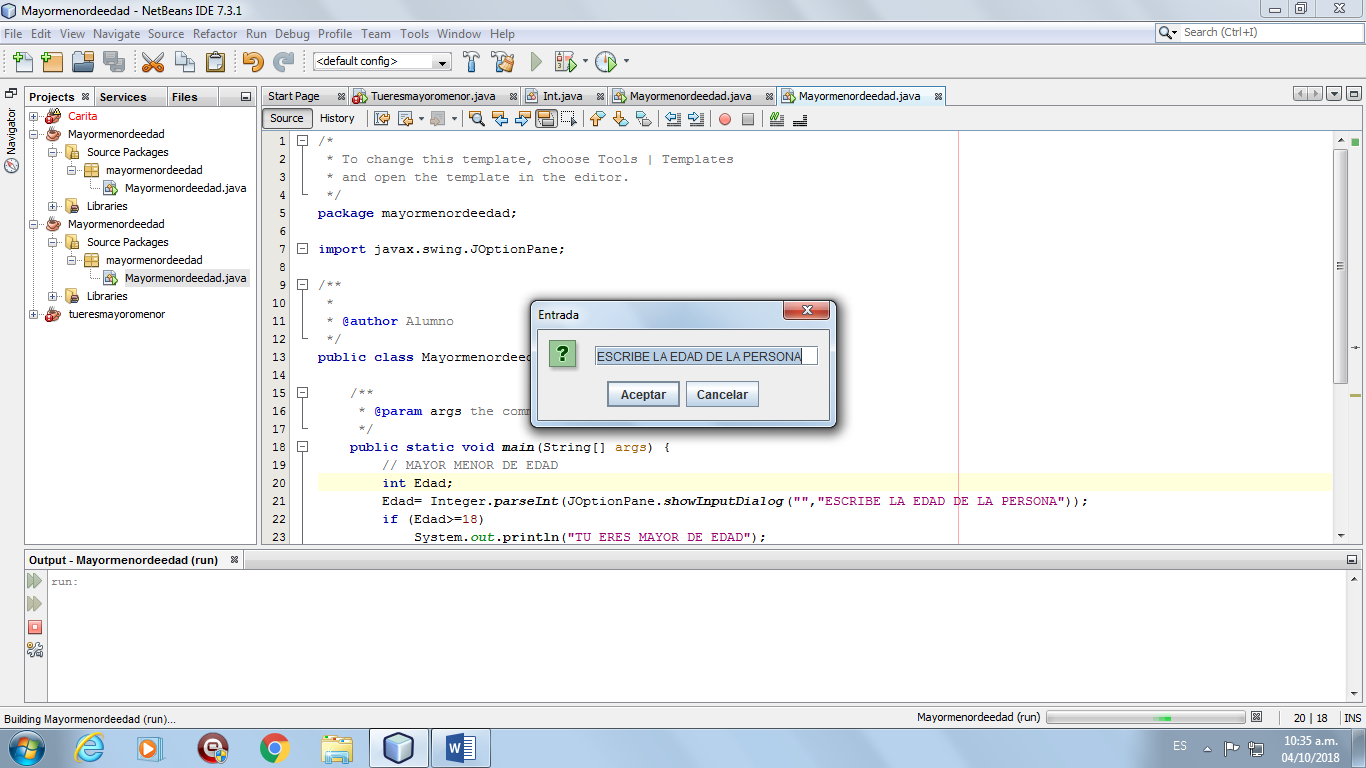 Mayormenordeedad - NetBeans IDE 7.3.1
File Edit View Navigate Source Refactor Run Debug Profile Team Tools Window Help
Search (Ctrl+I)
<default config>
Projects Services Files
Start Page Tueresmayoromenor.java Int.java Mayormenordeedad.java Mayormenordeedad.java
Navigator
Source History
Carita
Mayormenordeedad
Source Packages
mayormenordeedad
Mayormenordeedad.java
Libraries
Mayormenordeedad
Source Packages
mayormenordeedad
Mayormenordeedad.java
Libraries
tueresmayoromenor
1 /*
2 * To change this template, choose Tools | Templates
3 * and open the template in the editor.
4 */
5 package mayormenordeedad;
6
7 import javax.swing.JOptionPane;
8
9 /**
10 *
11 * @author Alumno
12 */
13 public class Mayormenordeed
14
15 /**
16 * @param args the comm
17 */
18 public static void main(String[] args) {
19 // MAYOR MENOR DE EDAD
20 int Edad;
21 Edad= Integer.parseInt(JOptionPane.showInputDialog("","ESCRIBE LA EDAD DE LA PERSONA"));
22 if (Edad>=18)
23 System.out.println("TU ERES MAYOR DE EDAD");
Entrada
?
ESCRIBE LA EDAD DE LA PERSONA
Aceptar Cancelar
Output - Mayormenordeedad (run)
run:
Building Mayormenordeedad (run)...
Mayormenordeedad (run)
20 | 18 INS
ES
10:35 a.m.
04/10/2018